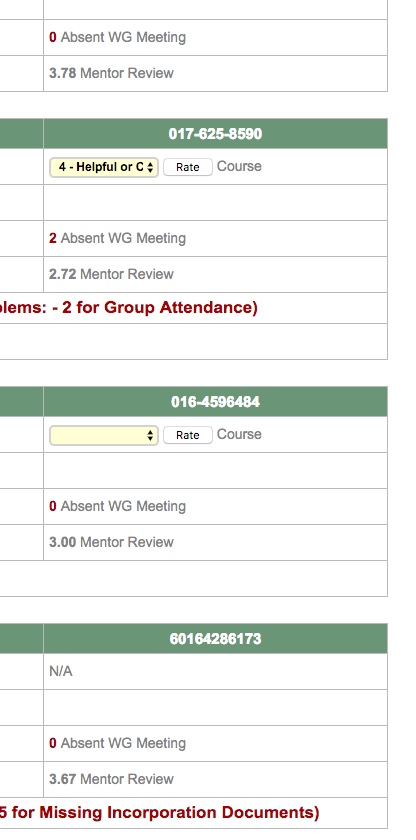 0 Absent WG Meeting
3.78 Mentor Review
017-625-8590
4 - Helpful or C Rate Course
2 Absent WG Meeting
2.72 Mentor Review
blems: - 2 for Group Attendance)
016-4596484
Rate Course
0 Absent WG Meeting
3.00 Mentor Review
60164286173
N/A
0 Absent WG Meeting
3.67 Mentor Review
5 for Missing Incorporation Documents)